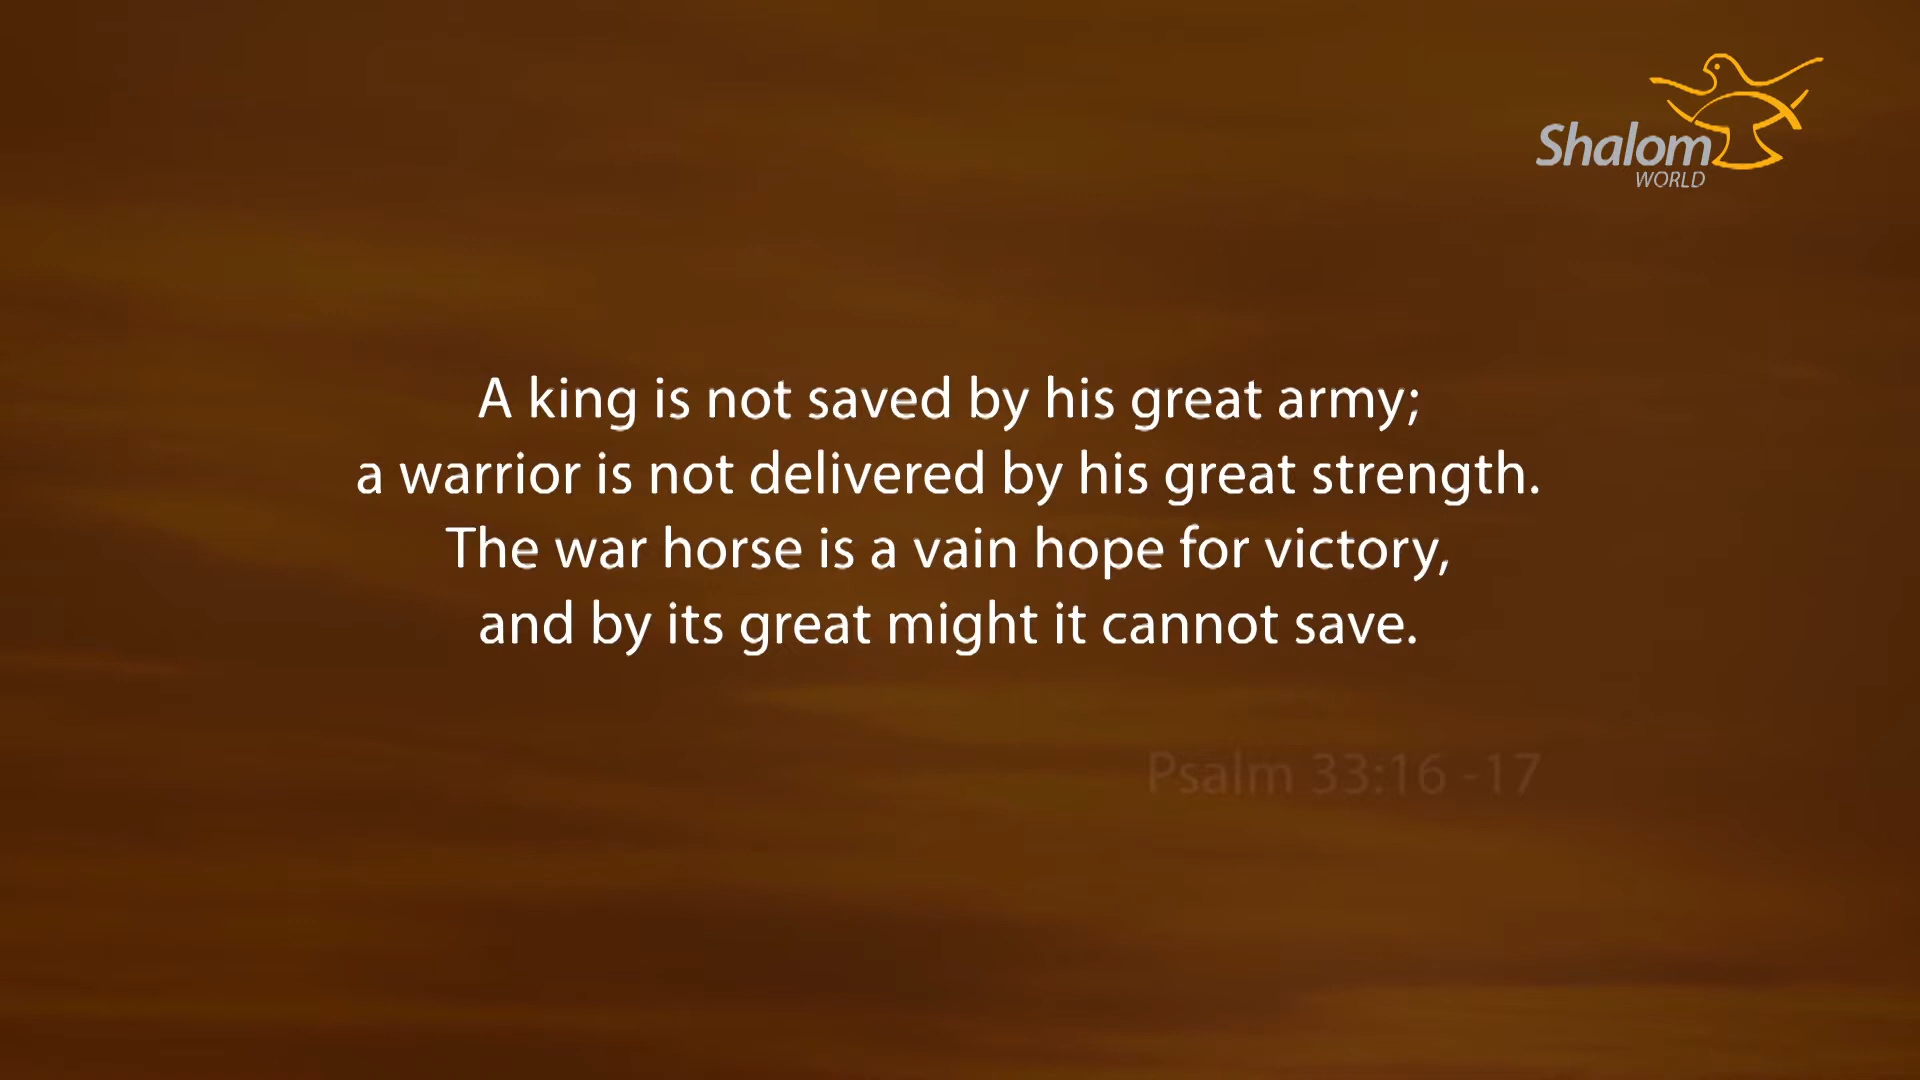 Shalom
WORLD
A king is not saved by his great army;
a warrior is not delivered by his great strength.
The war horse is a vain hope for victory,
and by its great might it cannot save.
Psalm 33:16 -17